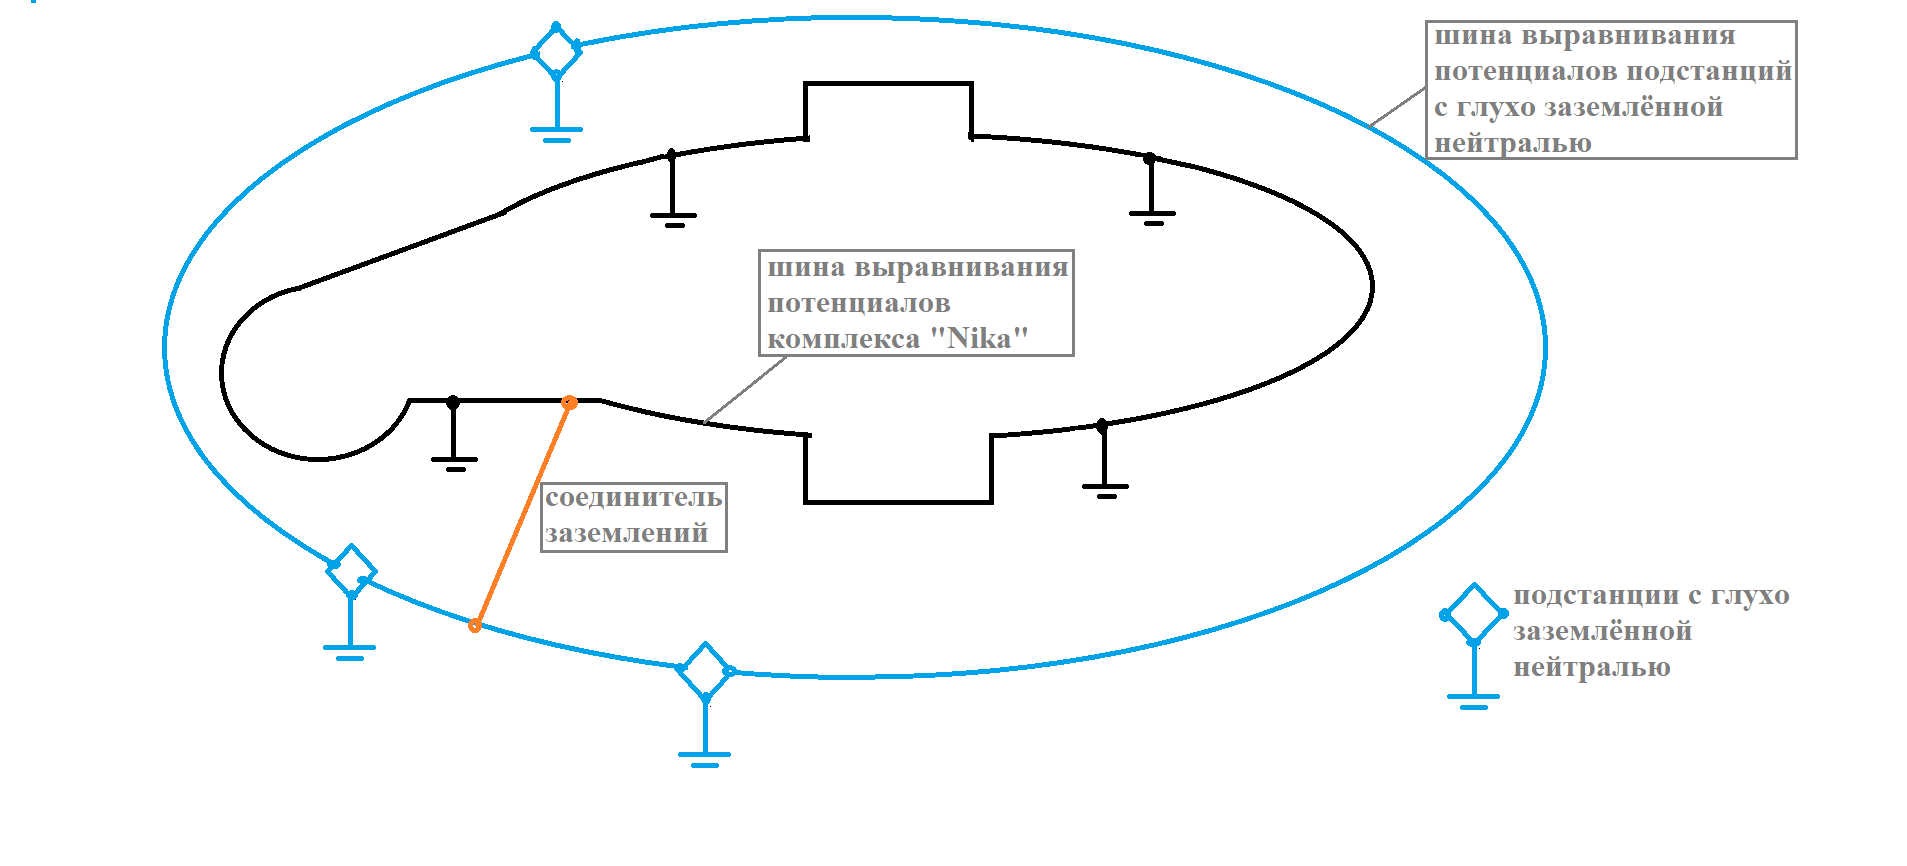 шина выравнивания
потенциалов подстанций
с глухо заземлённой
нейтралью
шина выравнивания
потенциалов
комплекса "Nika"
соединитель
заземлений
подстанции с глухо
заземлённой
нейтралью